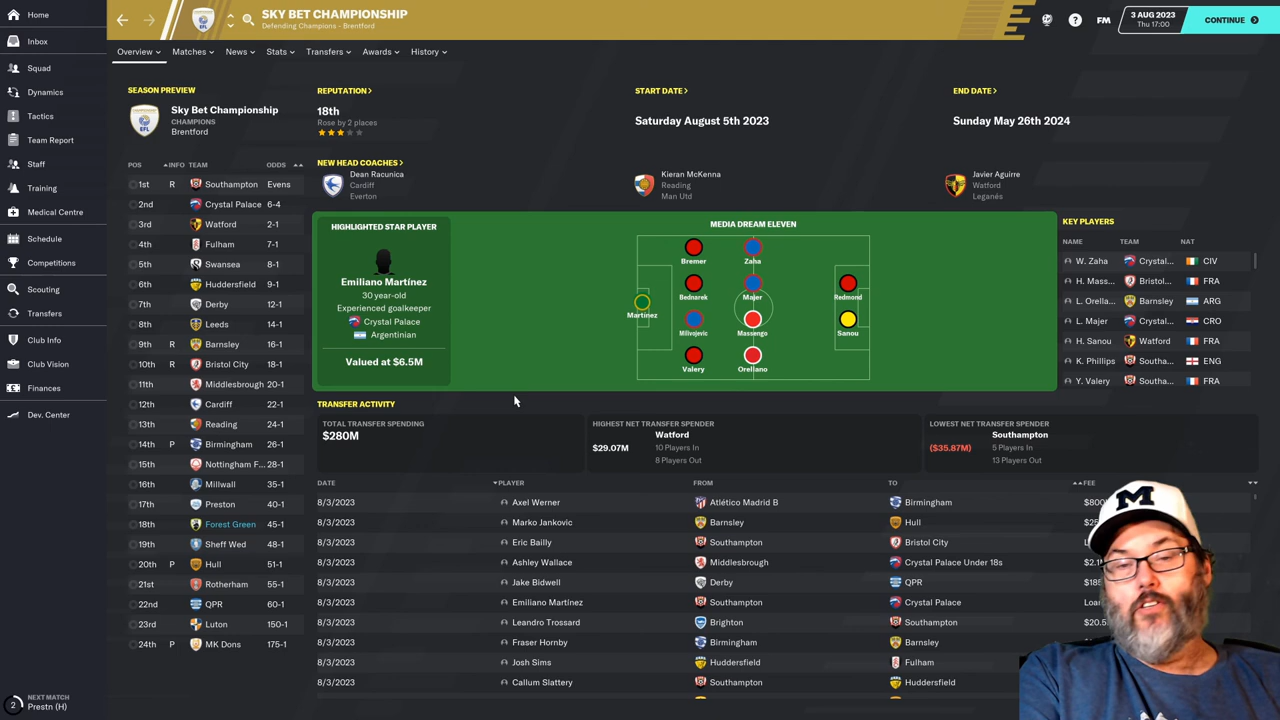 Home
Inbox
Squad
Dynamics
Tactics
Team Report
Staff
Training
Medical Centre
Schedule
Competitions
Scouting
Transfers
Club Info
Club Vision
Finances
Dev. Center
2
NEXT MATCH
Prestn (H)
SKY BET CHAMPIONSHIP
Defending Champions - Brentford
FM
3 AUG 2023
Thu 17:00
CONTINUE
Overview Matches News Stats Transfers Awards History
SEASON PREVIEW
Sky Bet Championship
CHAMPIONS
Brentford
POS INFO TEAM ODDS
1st R Southampton Evens
2nd Crystal Palace 6-4
3rd Watford 2-1
4th Fulham 7-1
5th Swansea 8-1
6th Huddersfield 9-1
7th Derby 12-1
8th Leeds 14-1
9th R Barnsley 16-1
10th R Bristol City 18-1
11th Middlesbrough 20-1
12th Cardiff 22-1
13th Reading 24-1
14th P Birmingham 26-1
15th Nottingham F... 28-1
16th Millwall 35-1
17th Preston 40-1
18th Forest Green 45-1
19th Sheff Wed 48-1
20th P Hull 51-1
21st Rotherham 55-1
22nd QPR 60-1
23rd Luton 150-1
24th P MK Dons 175-1
REPUTATION
18th
Rose by 2 places
START DATE
Saturday August 5th 2023
END DATE
Sunday May 26th 2024
NEW HEAD COACHES
Dean Racunica
Cardiff
Everton
Kieran McKenna
Reading
Man Utd
Javier Aguirre
Watford
Leganés
HIGHLIGHTED STAR PLAYER
Emiliano Martínez
30 year-old
Experienced goalkeeper
Crystal Palace
Argentinian
Valued at $6.5M
MEDIA DREAM ELEVEN
Bremer Zaha
Bednarek Majer Redmond
Martínez
Milivojevic Massengo Sanou
Valery Orellano
KEY PLAYERS
NAME TEAM NAT
W. Zaha Crystal... CIV
H. Mass... Bristol... FRA
L. Orella... Barnsley ARG
L. Majer Crystal... CRO
H. Sanou Watford FRA
K. Phillips Southa... ENG
Y. Valery Southa... FRA
TRANSFER ACTIVITY
TOTAL TRANSFER SPENDING
$280M
HIGHEST NET TRANSFER SPENDER
$29.07M
Watford
10 Players In
8 Players Out
LOWEST NET TRANSFER SPENDER
($35.87M)
Southampton
5 Players In
13 Players Out
DATE PLAYER FROM TO FEE
8/3/2023 Axel Werner Atlético Madrid B Birmingham
8/3/2023 Marko Jankovic Barnsley Hull
8/3/2023 Eric Bailly Southampton Bristol City
8/3/2023 Ashley Wallace Middlesbrough Crystal Palace Under 18s
8/3/2023 Jake Bidwell Derby QPR
8/3/2023 Emiliano Martínez Southampton Crystal Palace
8/3/2023 Leandro Trossard Brighton Southampton
8/3/2023 Fraser Hornby Birmingham Barnsley
8/3/2023 Josh Sims Huddersfield Fulham
8/3/2023 Callum Slattery Southampton Huddersfield
M